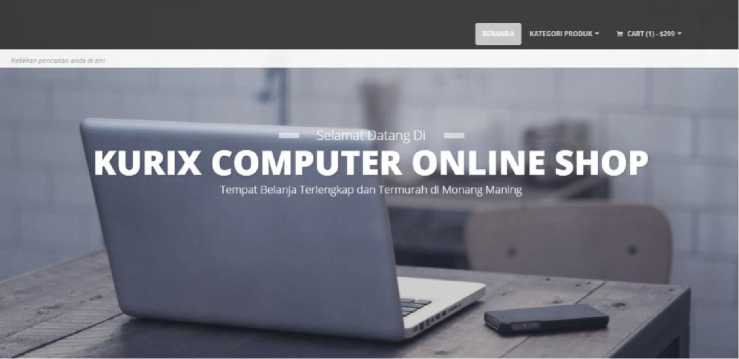 BERANDA
KATEGORI PRODUK
CART (1) - $299
Ketikkan pencarian anda di sini
Selamat Datang Di
KURIX COMPUTER ONLINE SHOP
Tempat Belanja Terlengkap dan Termurah di Monang Maning